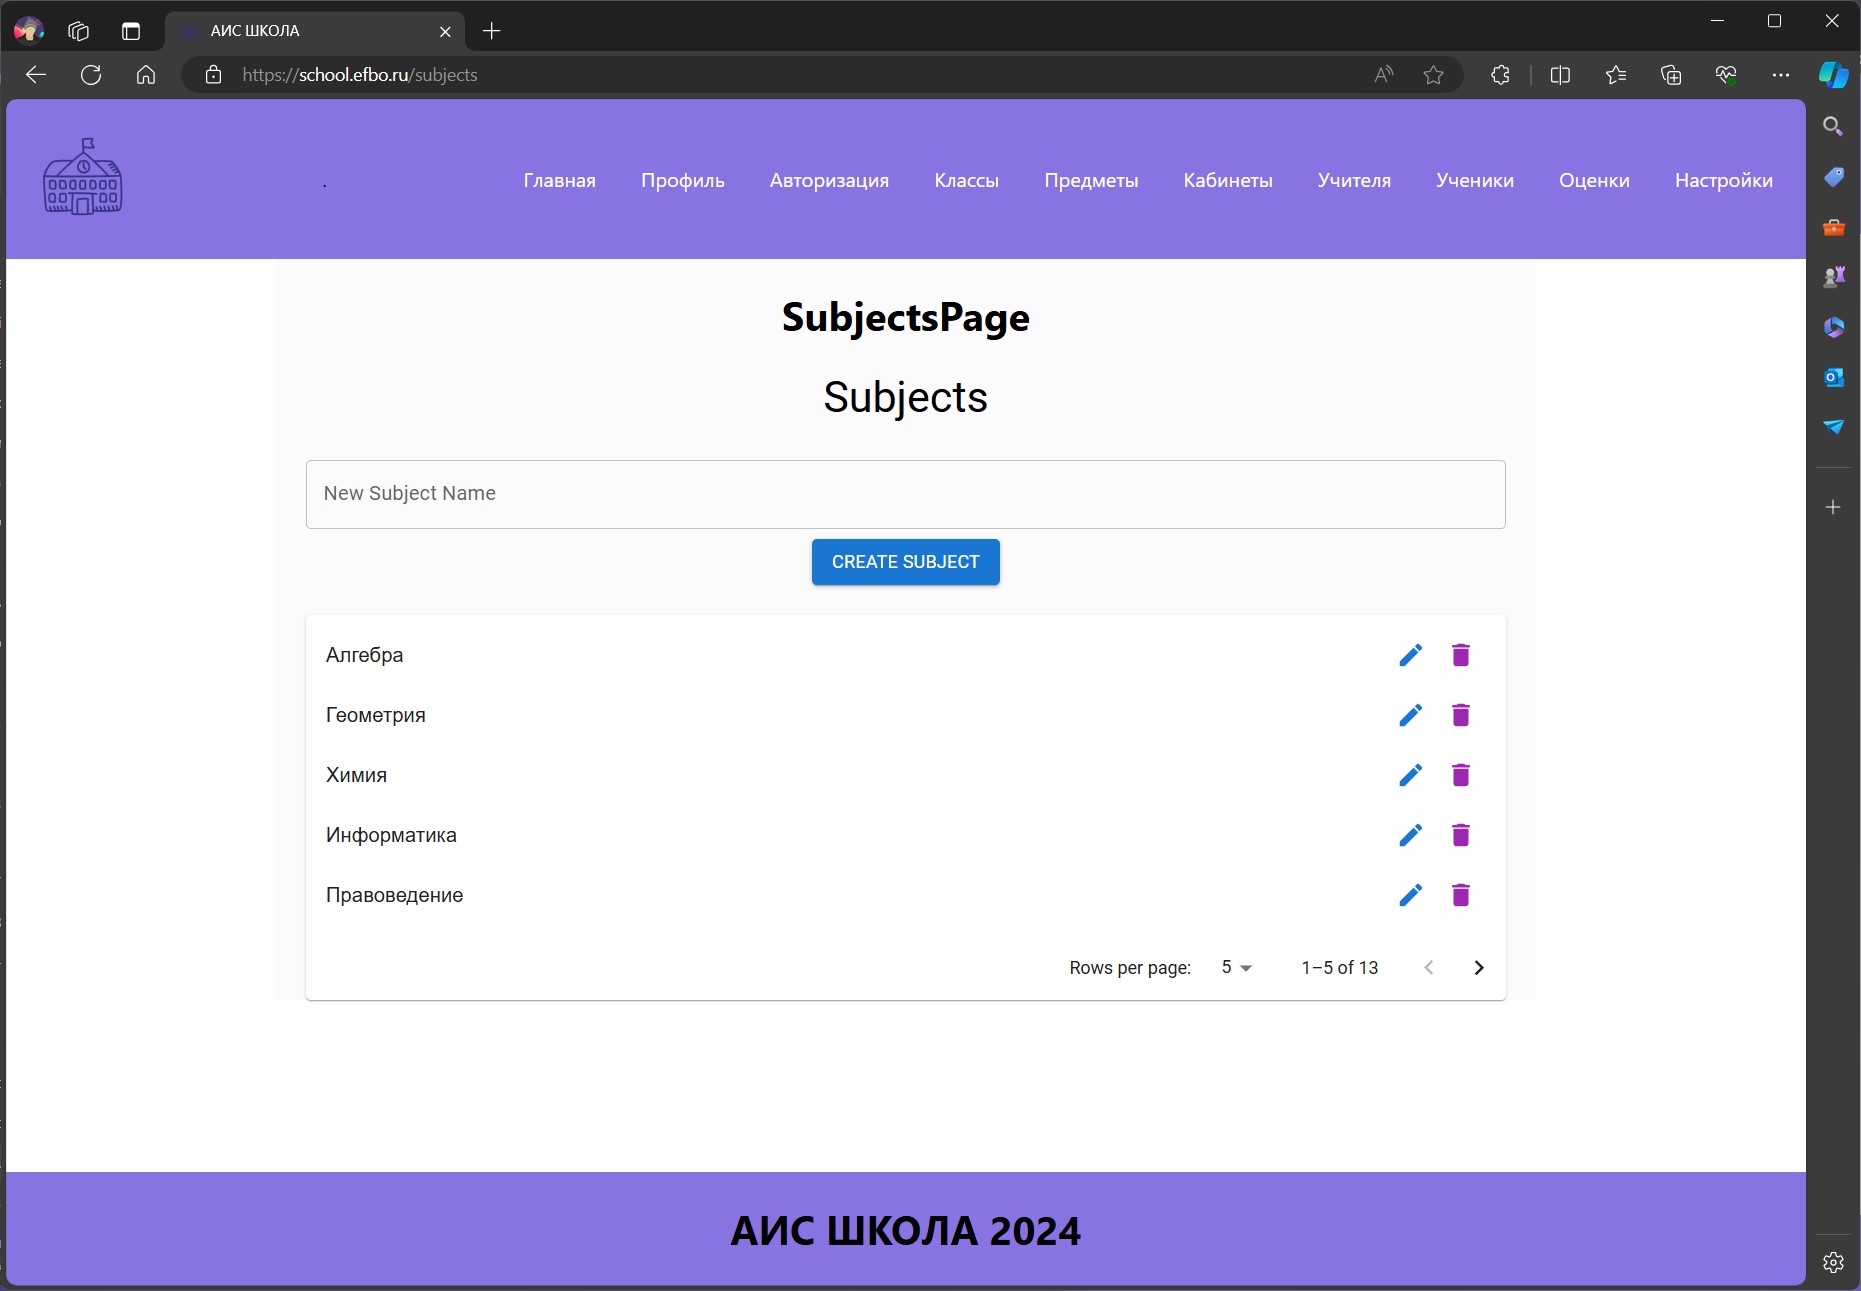 АИС ШКОЛА
https://school.efbo.ru/subjects
Главная Профиль Авторизация Классы Предметы Кабинеты Учителя Ученики Оценки Настройки
SubjectsPage
Subjects
New Subject Name
CREATE SUBJECT
Алгебра
Геометрия
Химия
Информатика
Правоведение
Rows per page: 5 1–5 of 13
АИС ШКОЛА 2024